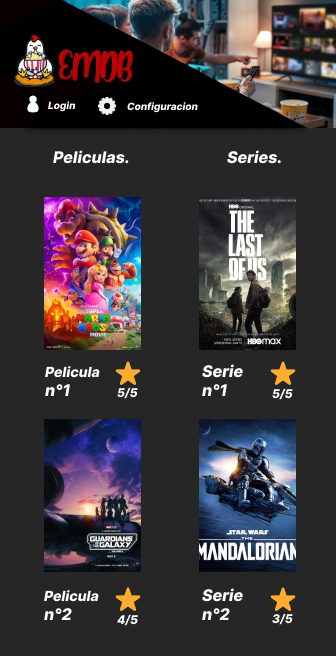 EMDB
Login
Configuracion
Peliculas.
Series.
SUPER
MARIO
BROS
MOVIE
HBO ORIGINAL
THE
LAST
OF US
HBOmax
Pelicula
n°1
5/5
Serie
n°1
5/5
GUARDIANS
OF THE
GALAXY
STAR WARS
THE
MANDALORIAN
Pelicula
n°2
4/5
Serie
n°2
3/5